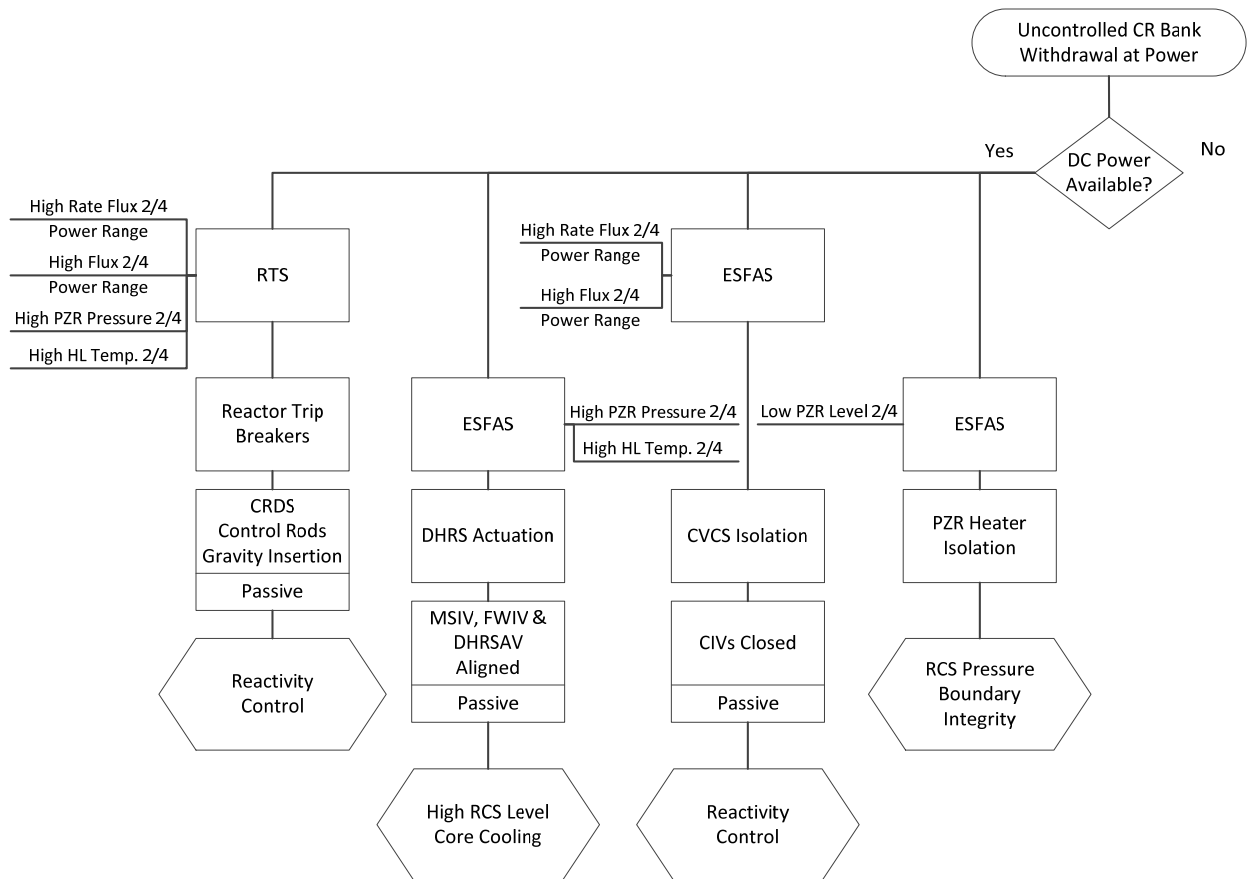 Uncontrolled CR Bank
Withdrawal at Power
DC Power
Available?
Yes
No
High Rate Flux 2/4
Power Range
High Flux 2/4
Power Range
High PZR Pressure 2/4
High HL Temp. 2/4
RTS
Reactor Trip
Breakers
CRDS
Control Rods
Gravity Insertion
Passive
Reactivity
Control
ESFAS
High PZR Pressure 2/4
High HL Temp. 2/4
DHRS Actuation
MSIV, FWIV &
DHRSAV
Aligned
Passive
High RCS Level
Core Cooling
High Rate Flux 2/4
Power Range
High Flux 2/4
Power Range
ESFAS
CVCS Isolation
CIVs Closed
Passive
Reactivity
Control
Low PZR Level 2/4
ESFAS
PZR Heater
Isolation
RCS Pressure
Boundary
Integrity